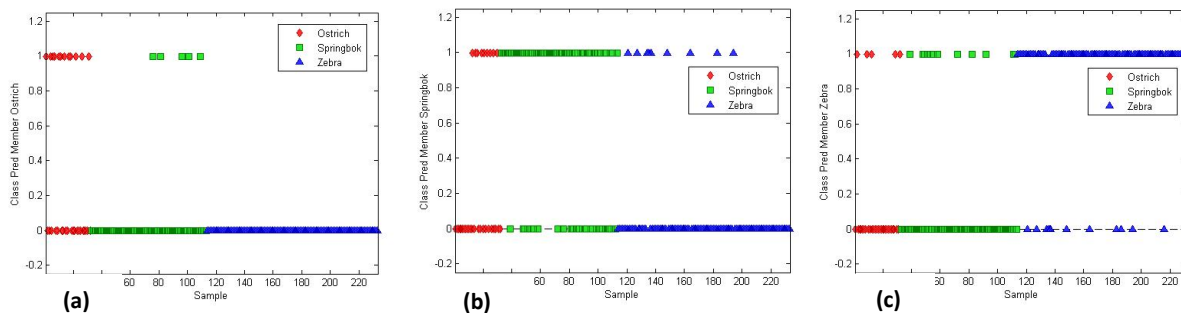 1.2
1
0.8
0.6
0.4
0.2
0
-0.2
Class Pred Member Ostrich
Ostrich
Springbok
Zebra
60 80 100 120 140 160 180 200 220
Sample
(a)
1.2
1
0.8
0.6
0.4
0.2
0
-0.2
Class Pred Member Springbok
Ostrich
Springbok
Zebra
60 80 100 120 140 160 180 200 220
Sample
(b)
1.2
1
0.8
0.6
0.4
0.2
0
-0.2
Class Pred Member Zebra
Ostrich
Springbok
Zebra
60 80 100 120 140 160 180 200 220
Sample
(c)